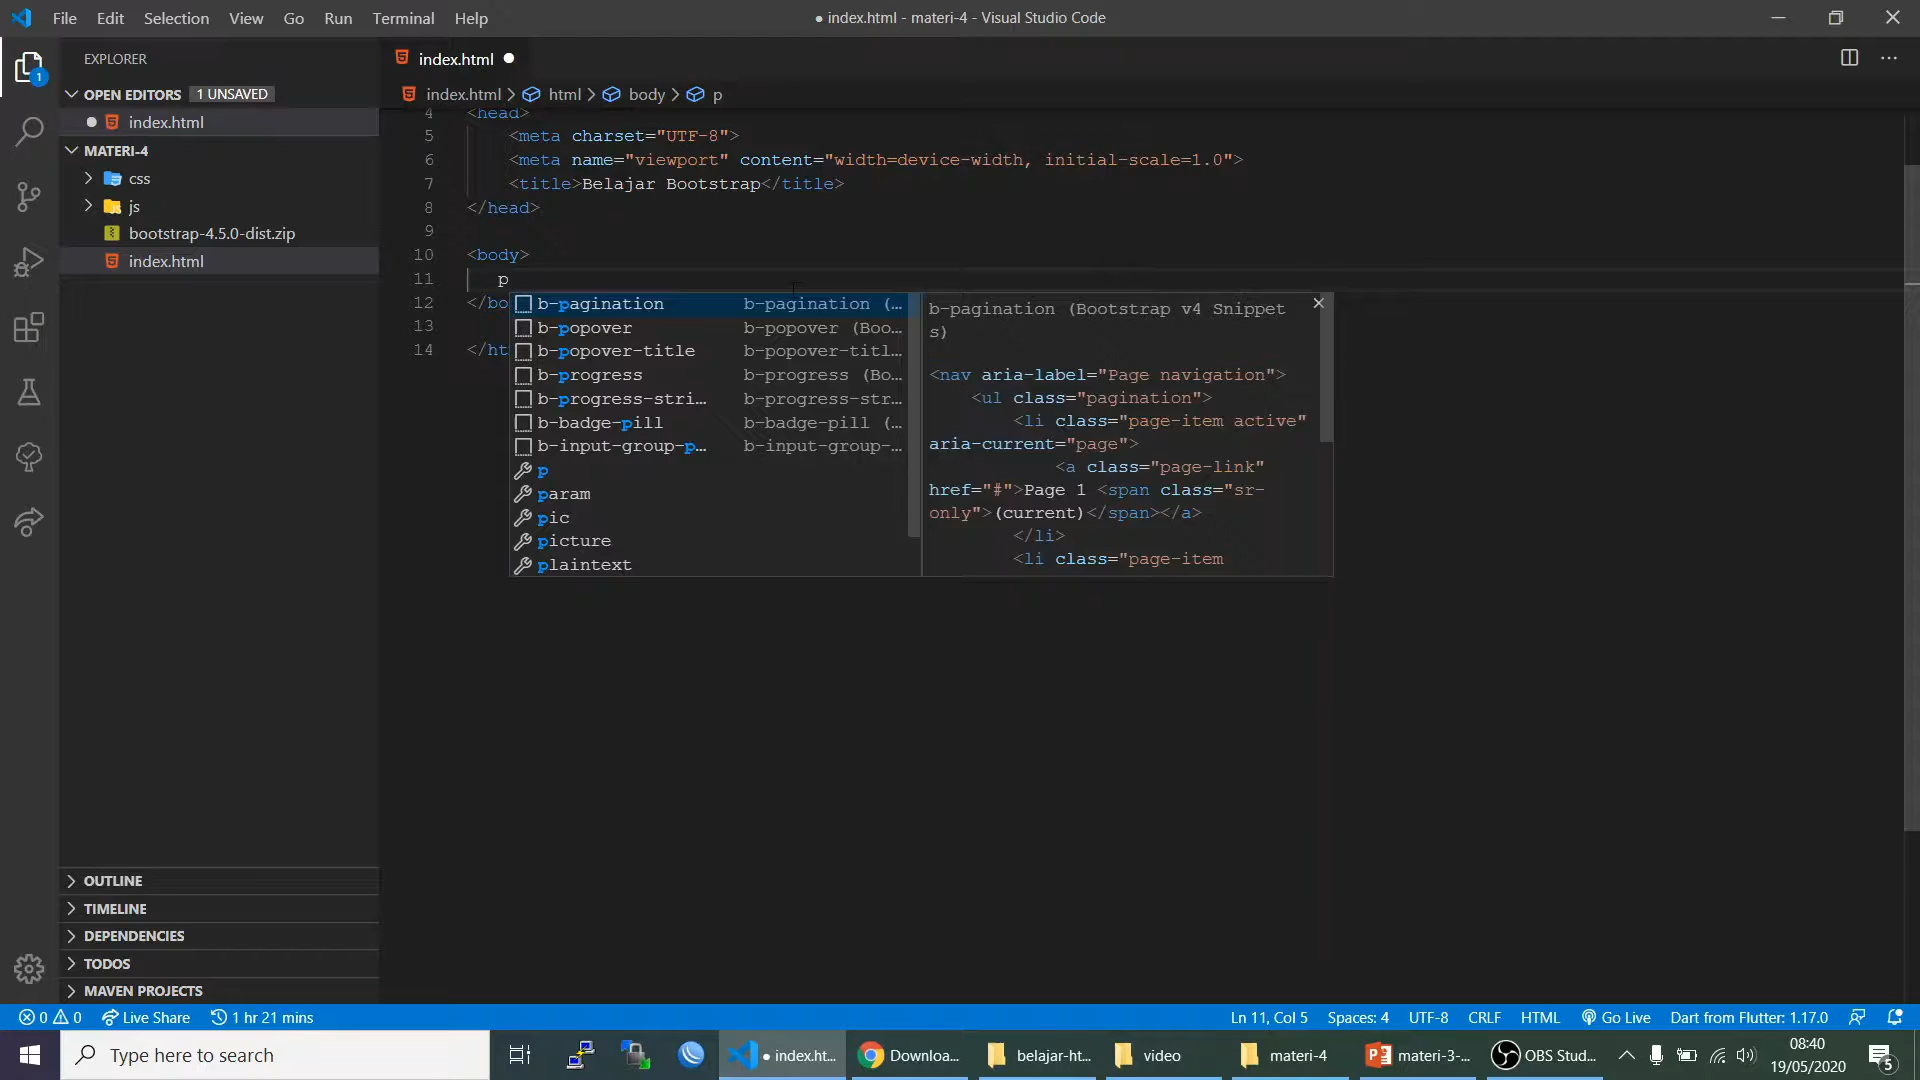 File Edit Selection View Go Run Terminal Help
● index.html - materi-4 - Visual Studio Code
EXPLORER
OPEN EDITORS 1 UNSAVED
index.html
MATERI-4
css
js
bootstrap-4.5.0-dist.zip
index.html
OUTLINE
TIMELINE
DEPENDENCIES
TODOS
MAVEN PROJECTS
1
index.html
index.html > html > body > p
4 <head>
5 <meta charset="UTF-8">
6 <meta name="viewport" content="width=device-width, initial-scale=1.0">
7 <title>Belajar Bootstrap</title>
8 </head>
9
10 <body>
11 p
12 </bo
13
14 </ht
b-pagination b-pagination (…
b-popover b-popover (Boo…
b-popover-title b-popover-titl…
b-progress b-progress (Bo…
b-progress-stri… b-progress-str…
b-badge-pill b-badge-pill (…
b-input-group-p… b-input-group-…
p
param
pic
picture
plaintext
b-pagination (Bootstrap v4 Snippet
s)
<nav aria-label="Page navigation">
<ul class="pagination">
<li class="page-item active"
aria-current="page">
<a class="page-link"
href="#">Page 1 <span class="sr-
only">(current)</span></a>
</li>
<li class="page-item
0 0 Live Share 1 hr 21 mins
Ln 11, Col 5 Spaces: 4 UTF-8 CRLF HTML Go Live Dart from Flutter: 1.17.0
Type here to search
● index.ht... Downloa... belajar-ht... video materi-4 materi-3-... OBS Stud...
08:40
19/05/2020
5